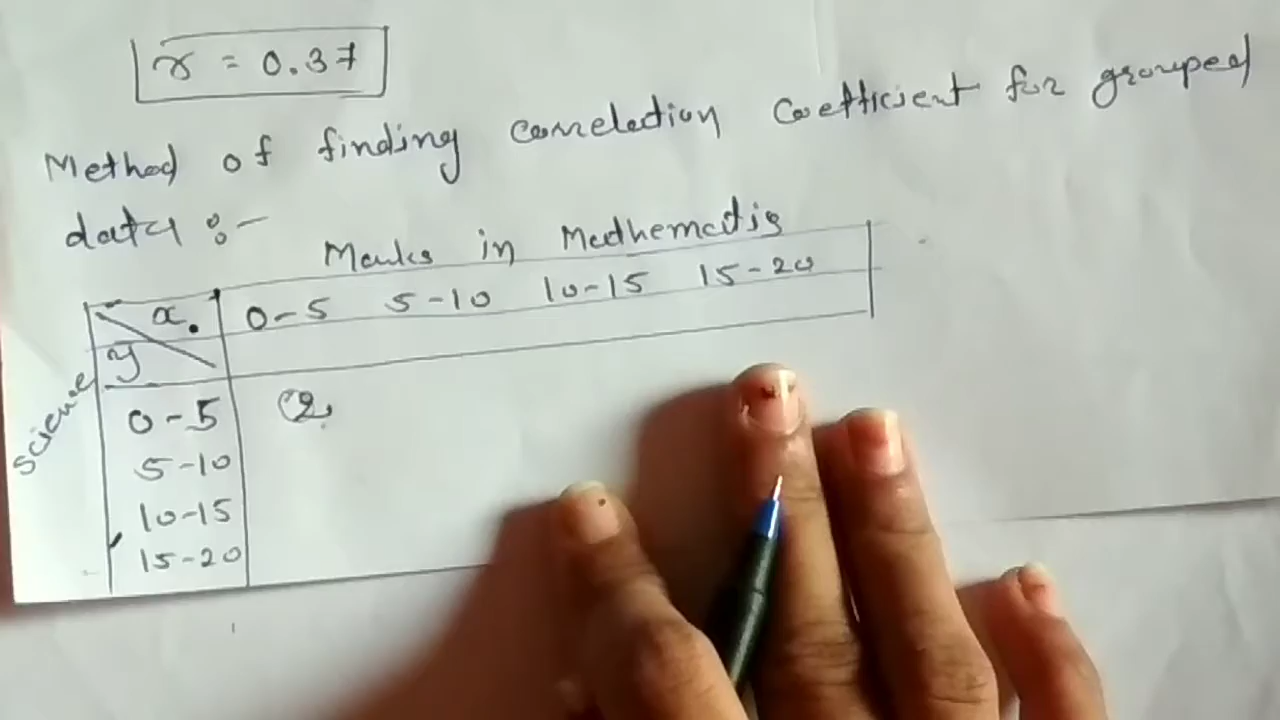 r = 0.37
Method of finding correlation coefficient for grouped
data :-
Marks in Mathematis
x 0-5 5-10 10-15 15-20
y
Science
0-5 2
5-10
10-15
15-20